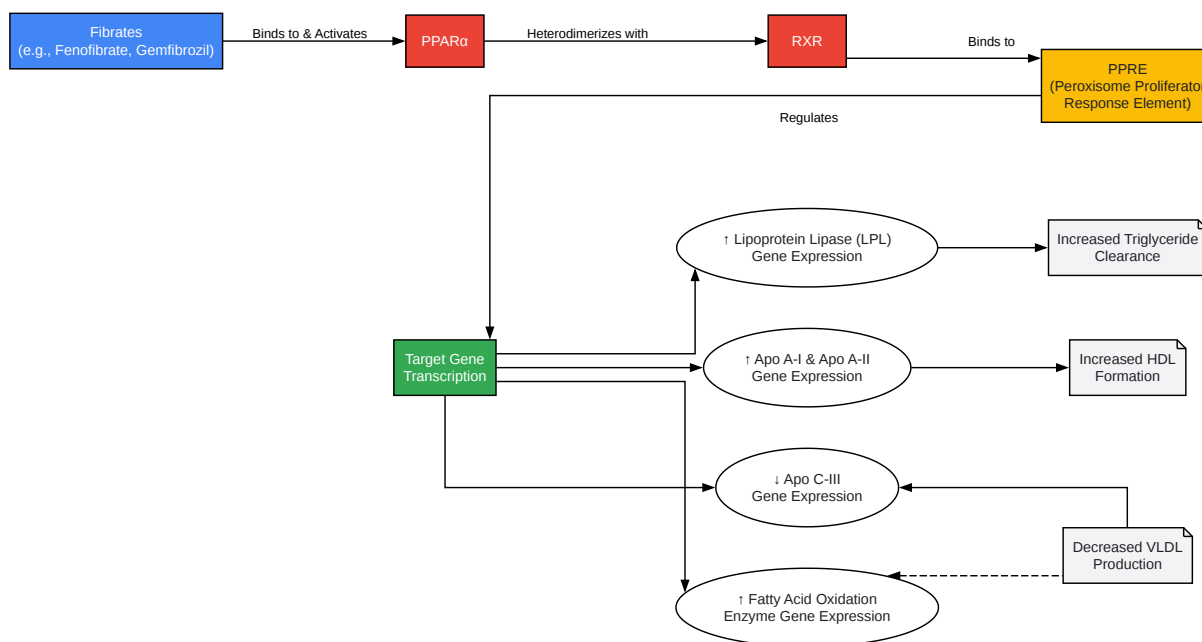 Fibrates
(e.g., Fenofibrate, Gemfibrozil)
Binds to & Activates
PPARα
Heterodimerizes with
RXR
Binds to
PPRE
(Peroxisome Proliferator
Response Element)
Regulates
↑ Lipoprotein Lipase (LPL)
Gene Expression
Increased Triglyceride
Clearance
Target Gene
Transcription
↑ Apo A-I & Apo A-II
Gene Expression
Increased HDL
Formation
↓ Apo C-III
Gene Expression
Decreased VLDL
Production
↑ Fatty Acid Oxidation
Enzyme Gene Expression